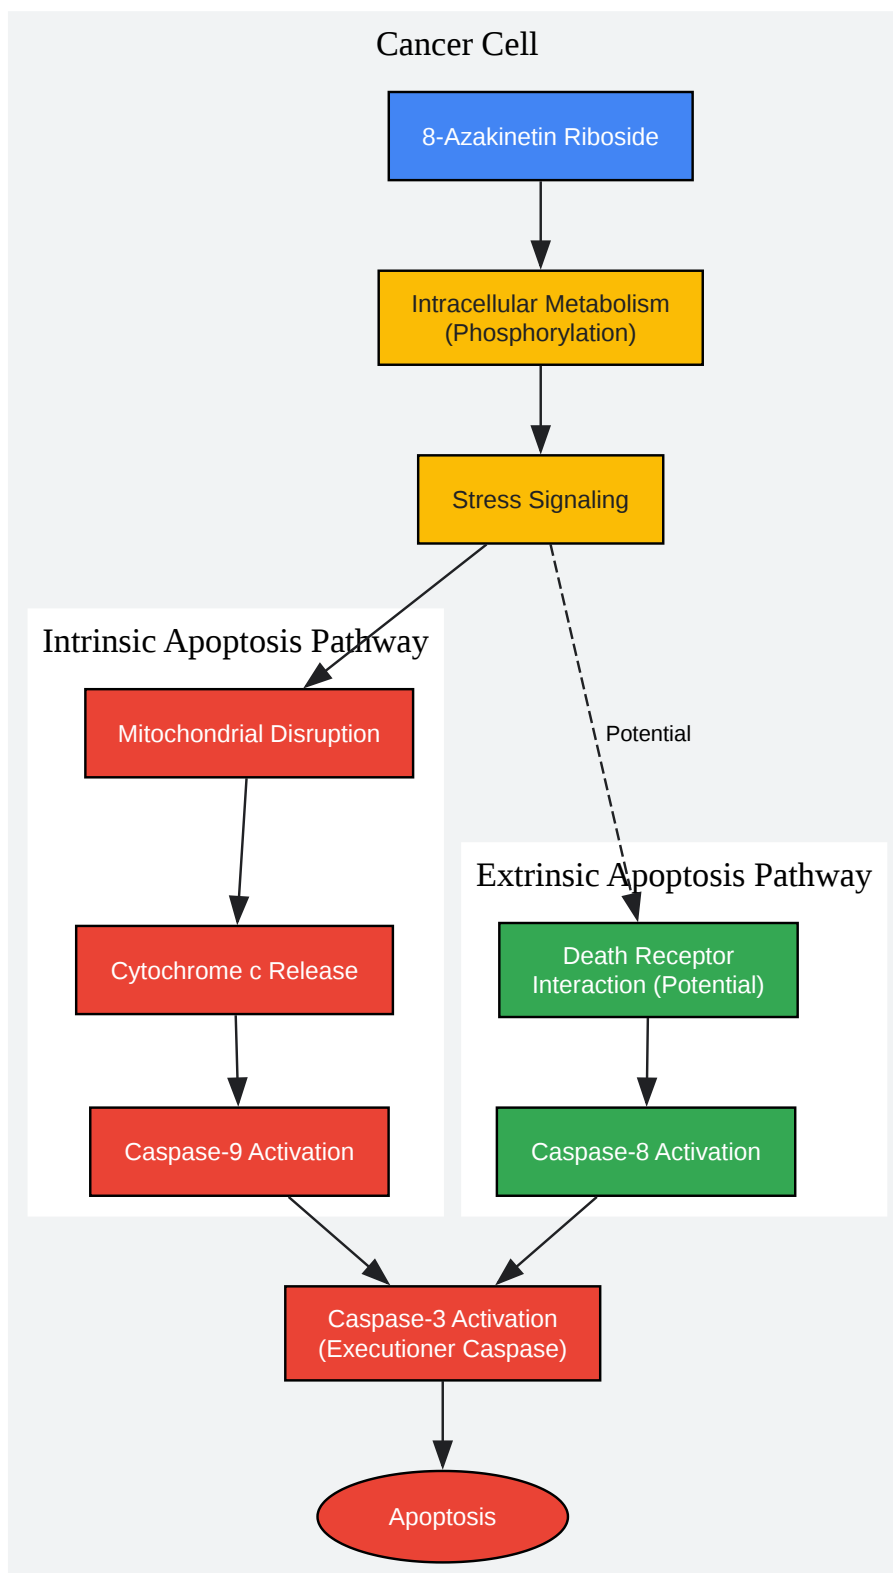 Cancer Cell
8-Azakinetin Riboside
Intracellular Metabolism
(Phosphorylation)
Stress Signaling
Intrinsic Apoptosis Pathway
Mitochondrial Disruption
Potential
Extrinsic Apoptosis Pathway
Cytochrome c Release
Death Receptor
Interaction (Potential)
Caspase-9 Activation
Caspase-8 Activation
Caspase-3 Activation
(Executioner Caspase)
Apoptosis